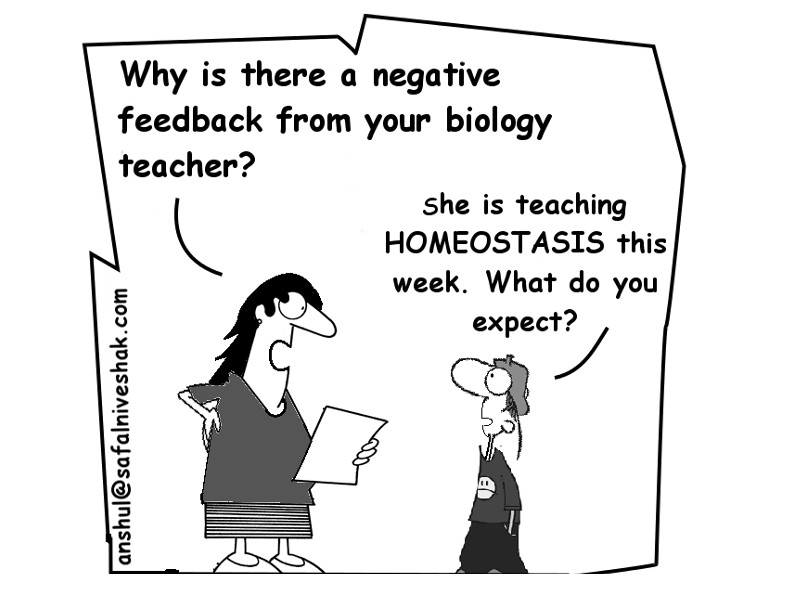 Why is there a negative
feedback from your biology
teacher?
She is teaching
HOMEOSTASIS this
week. What do you
expect?
anshul@safalniveshak.com